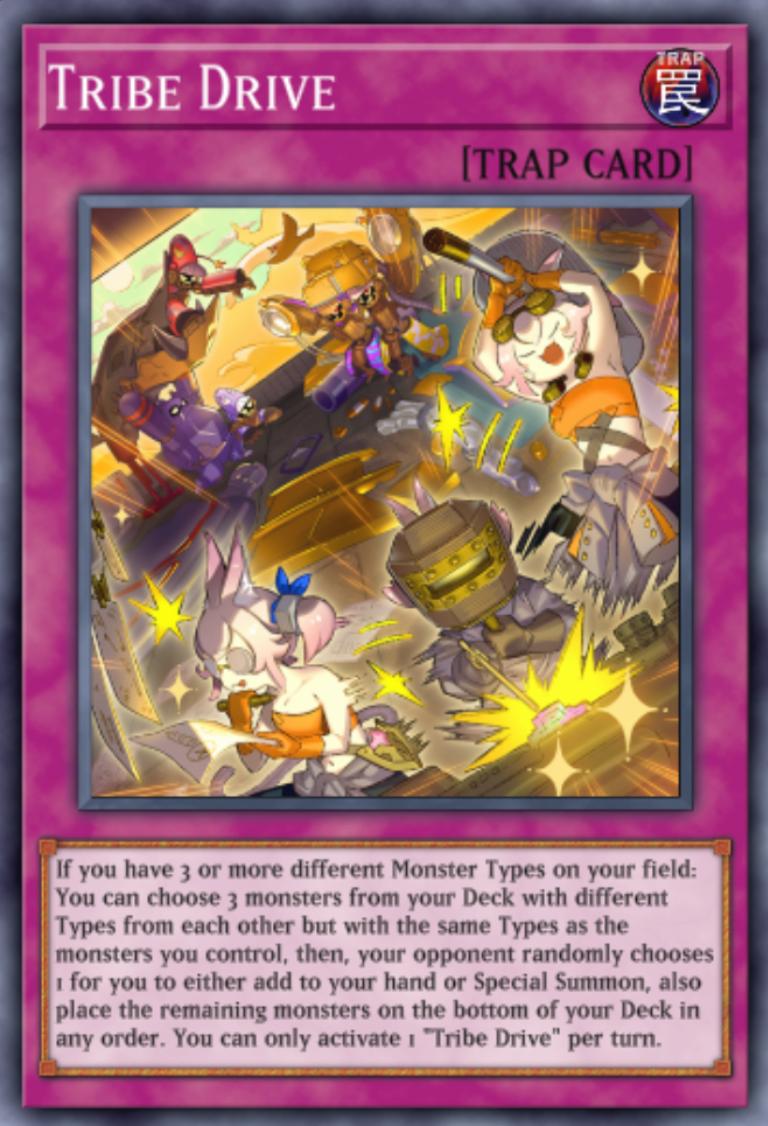 TRIBE DRIVE
TRAP
罠
[TRAP CARD]
If you have 3 or more different Monster Types on your field:
You can choose 3 monsters from your Deck with different
Types from each other but with the same Types as the
monsters you control, then, your opponent randomly chooses
1 for you to either add to your hand or Special Summon, also
place the remaining monsters on the bottom of your Deck in
any order. You can only activate 1 "Tribe Drive" per turn.